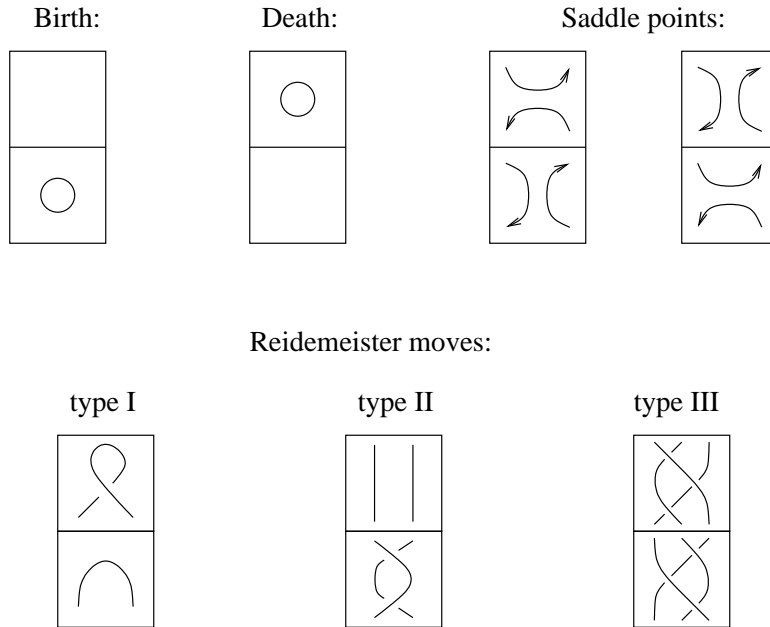 Birth: Death: Saddle points:
Reidemeister moves:
type I type II type III